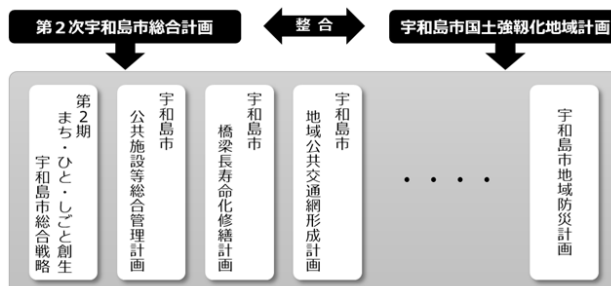 第２次宇和島市総合計画
整合
宇和島市国土強靱化地域計画
第２期
まち・ひと・しごと創生
宇和島市総合戦略
宇和島市
公共施設等総合管理計画
宇和島市
橋梁長寿命化修繕計画
宇和島市
地域公共交通網形成計画
・・・・
宇和島市地域防災計画